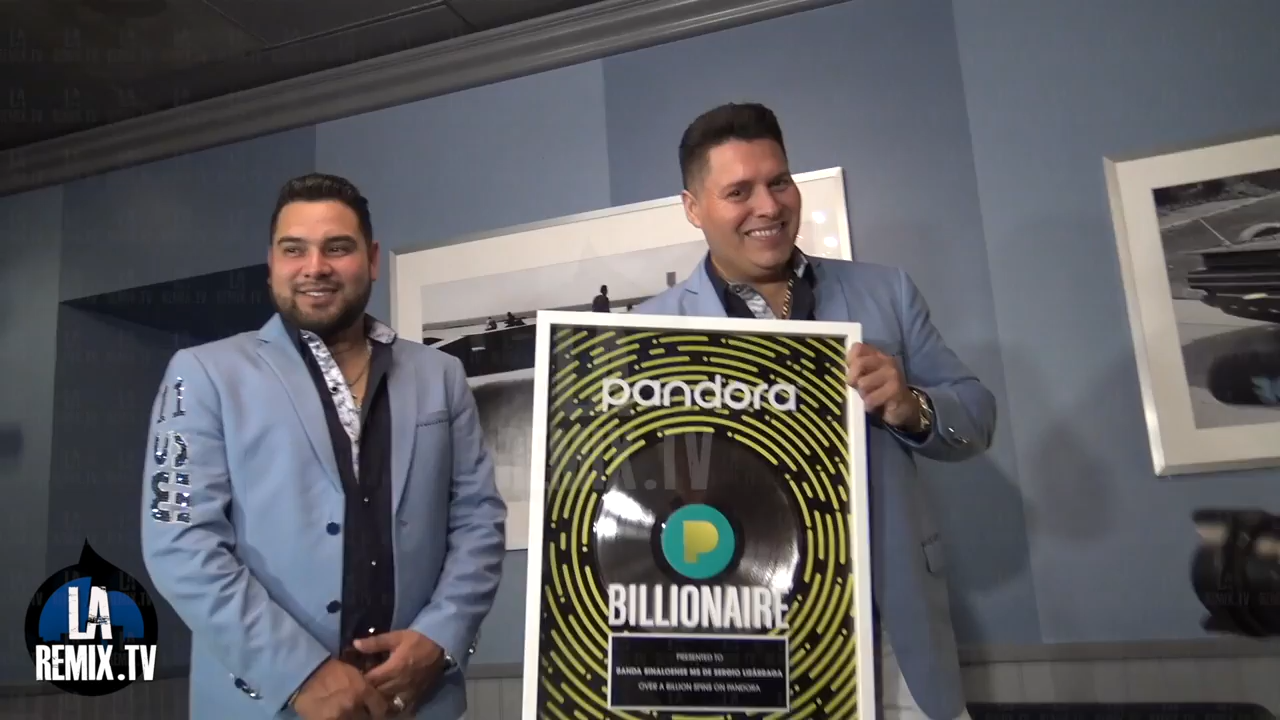 pandora
BILLIONAIRE
PRESENTED TO
BANDA SINALOENSE MS DE SERGIO LIZÁRRAGA
OVER A BILLION SPINS ON PANDORA
LA
REMIX.TV